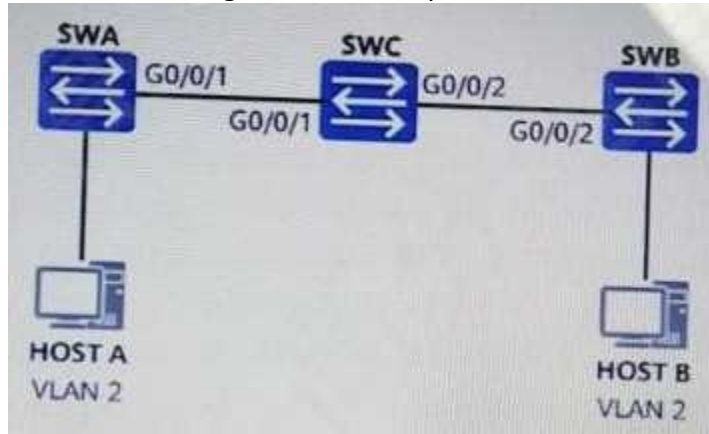 SWA
SWC
SWB
G0/0/1
G0/0/2
G0/0/1
G0/0/2
HOST A
VLAN 2
HOST B
VLAN 2